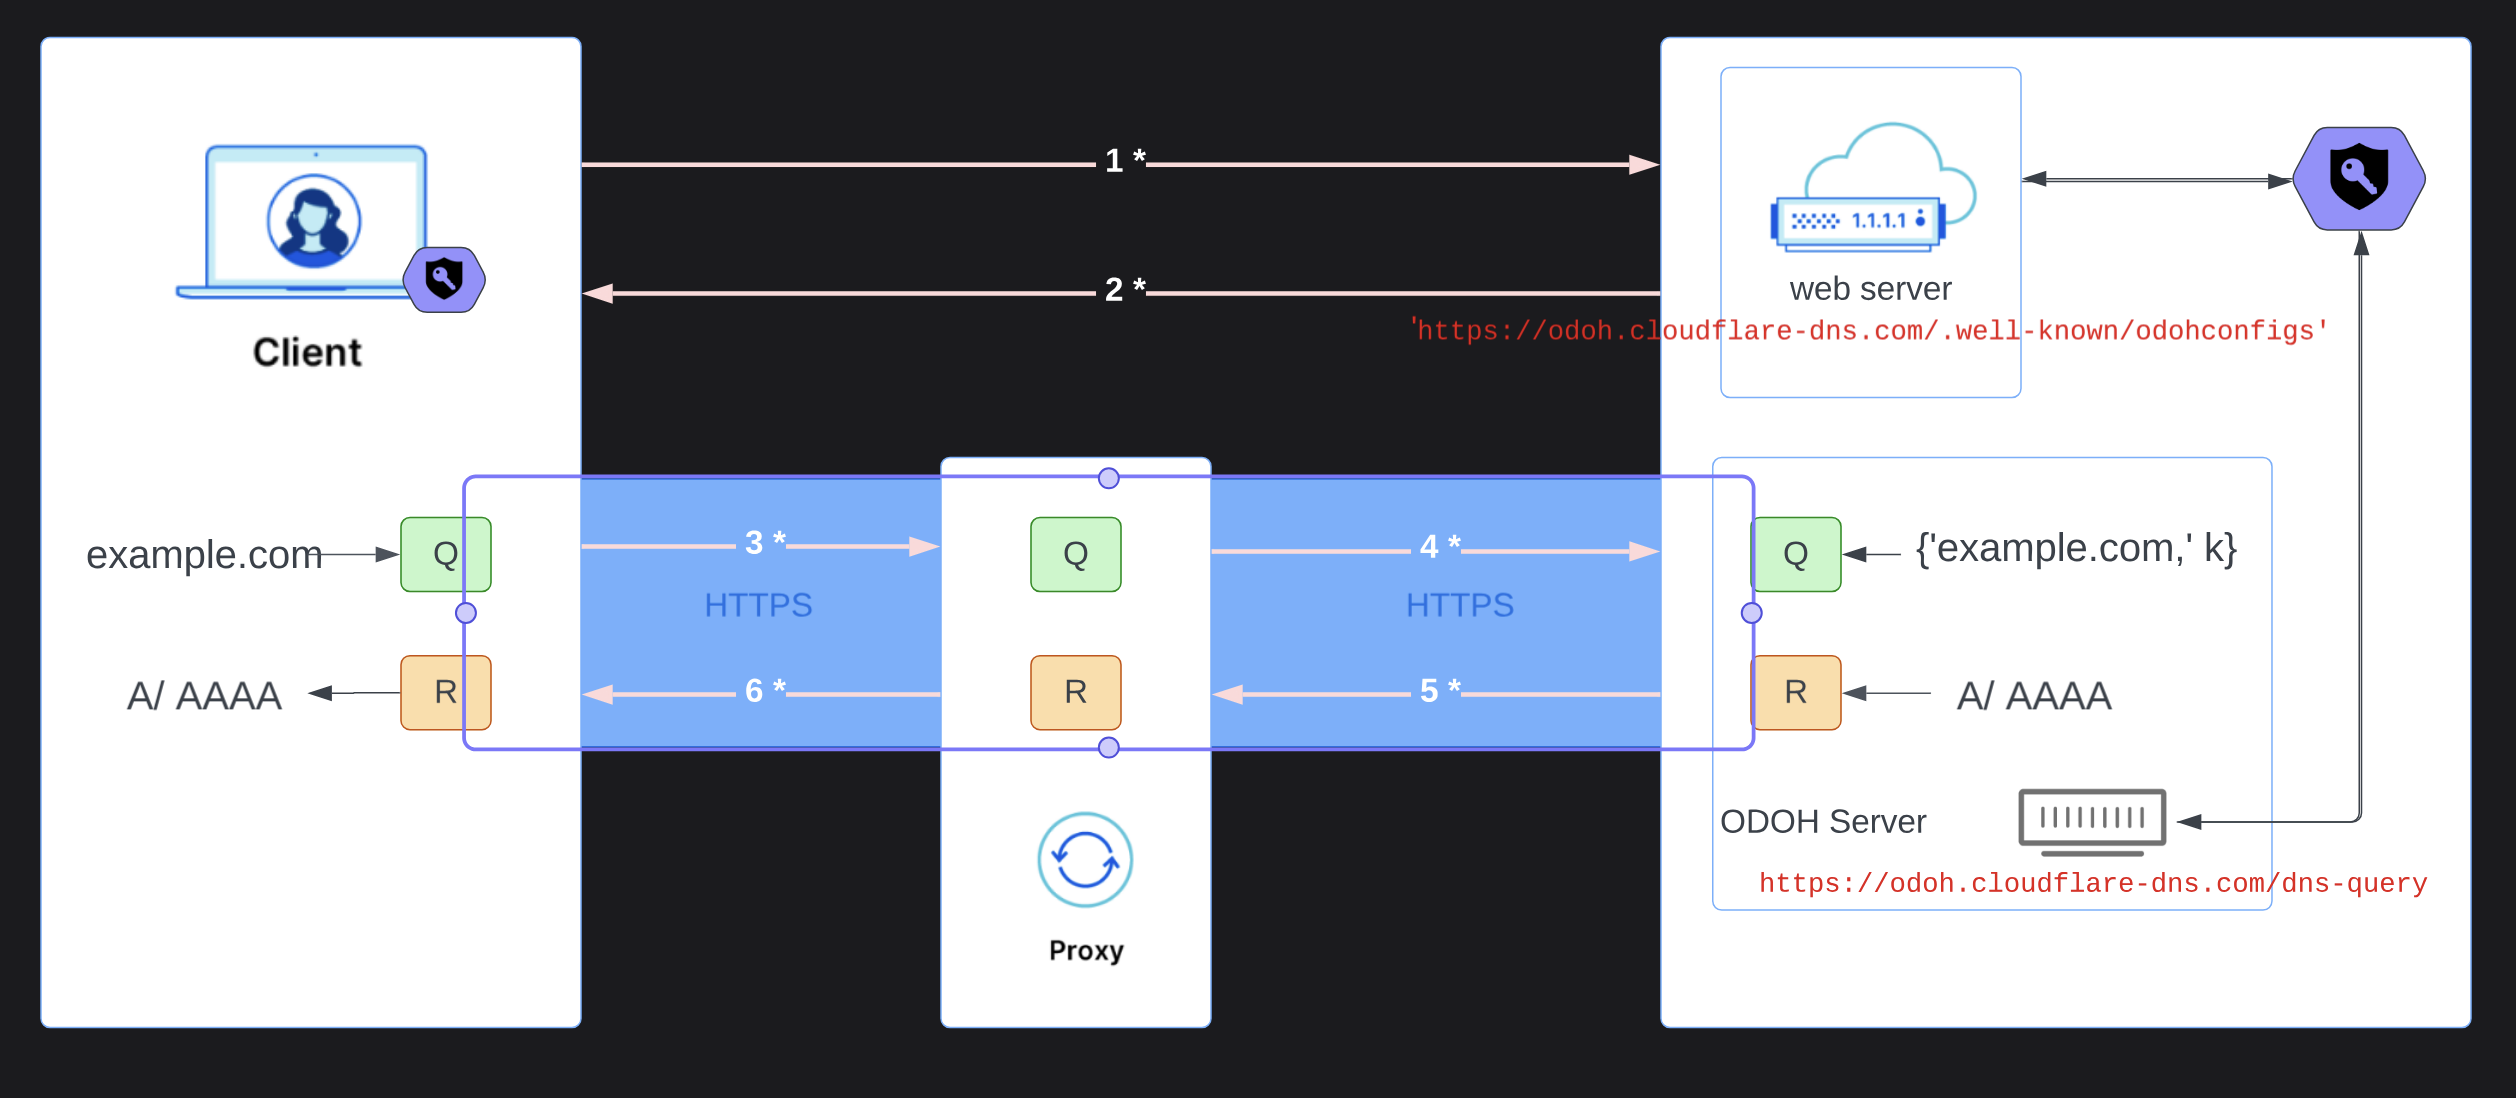 1 *
1.1.1.1
2 *
web server
'https://odoh.cloudflare-dns.com/.well-known/odohconfigs'
Client
example.com
Q
3 *
Q
4 *
Q
{'example.com,' k}
HTTPS
HTTPS
A/ AAAA
R
6 *
R
5 *
R
A/ AAAA
ODOH Server
https://odoh.cloudflare-dns.com/dns-query
Proxy